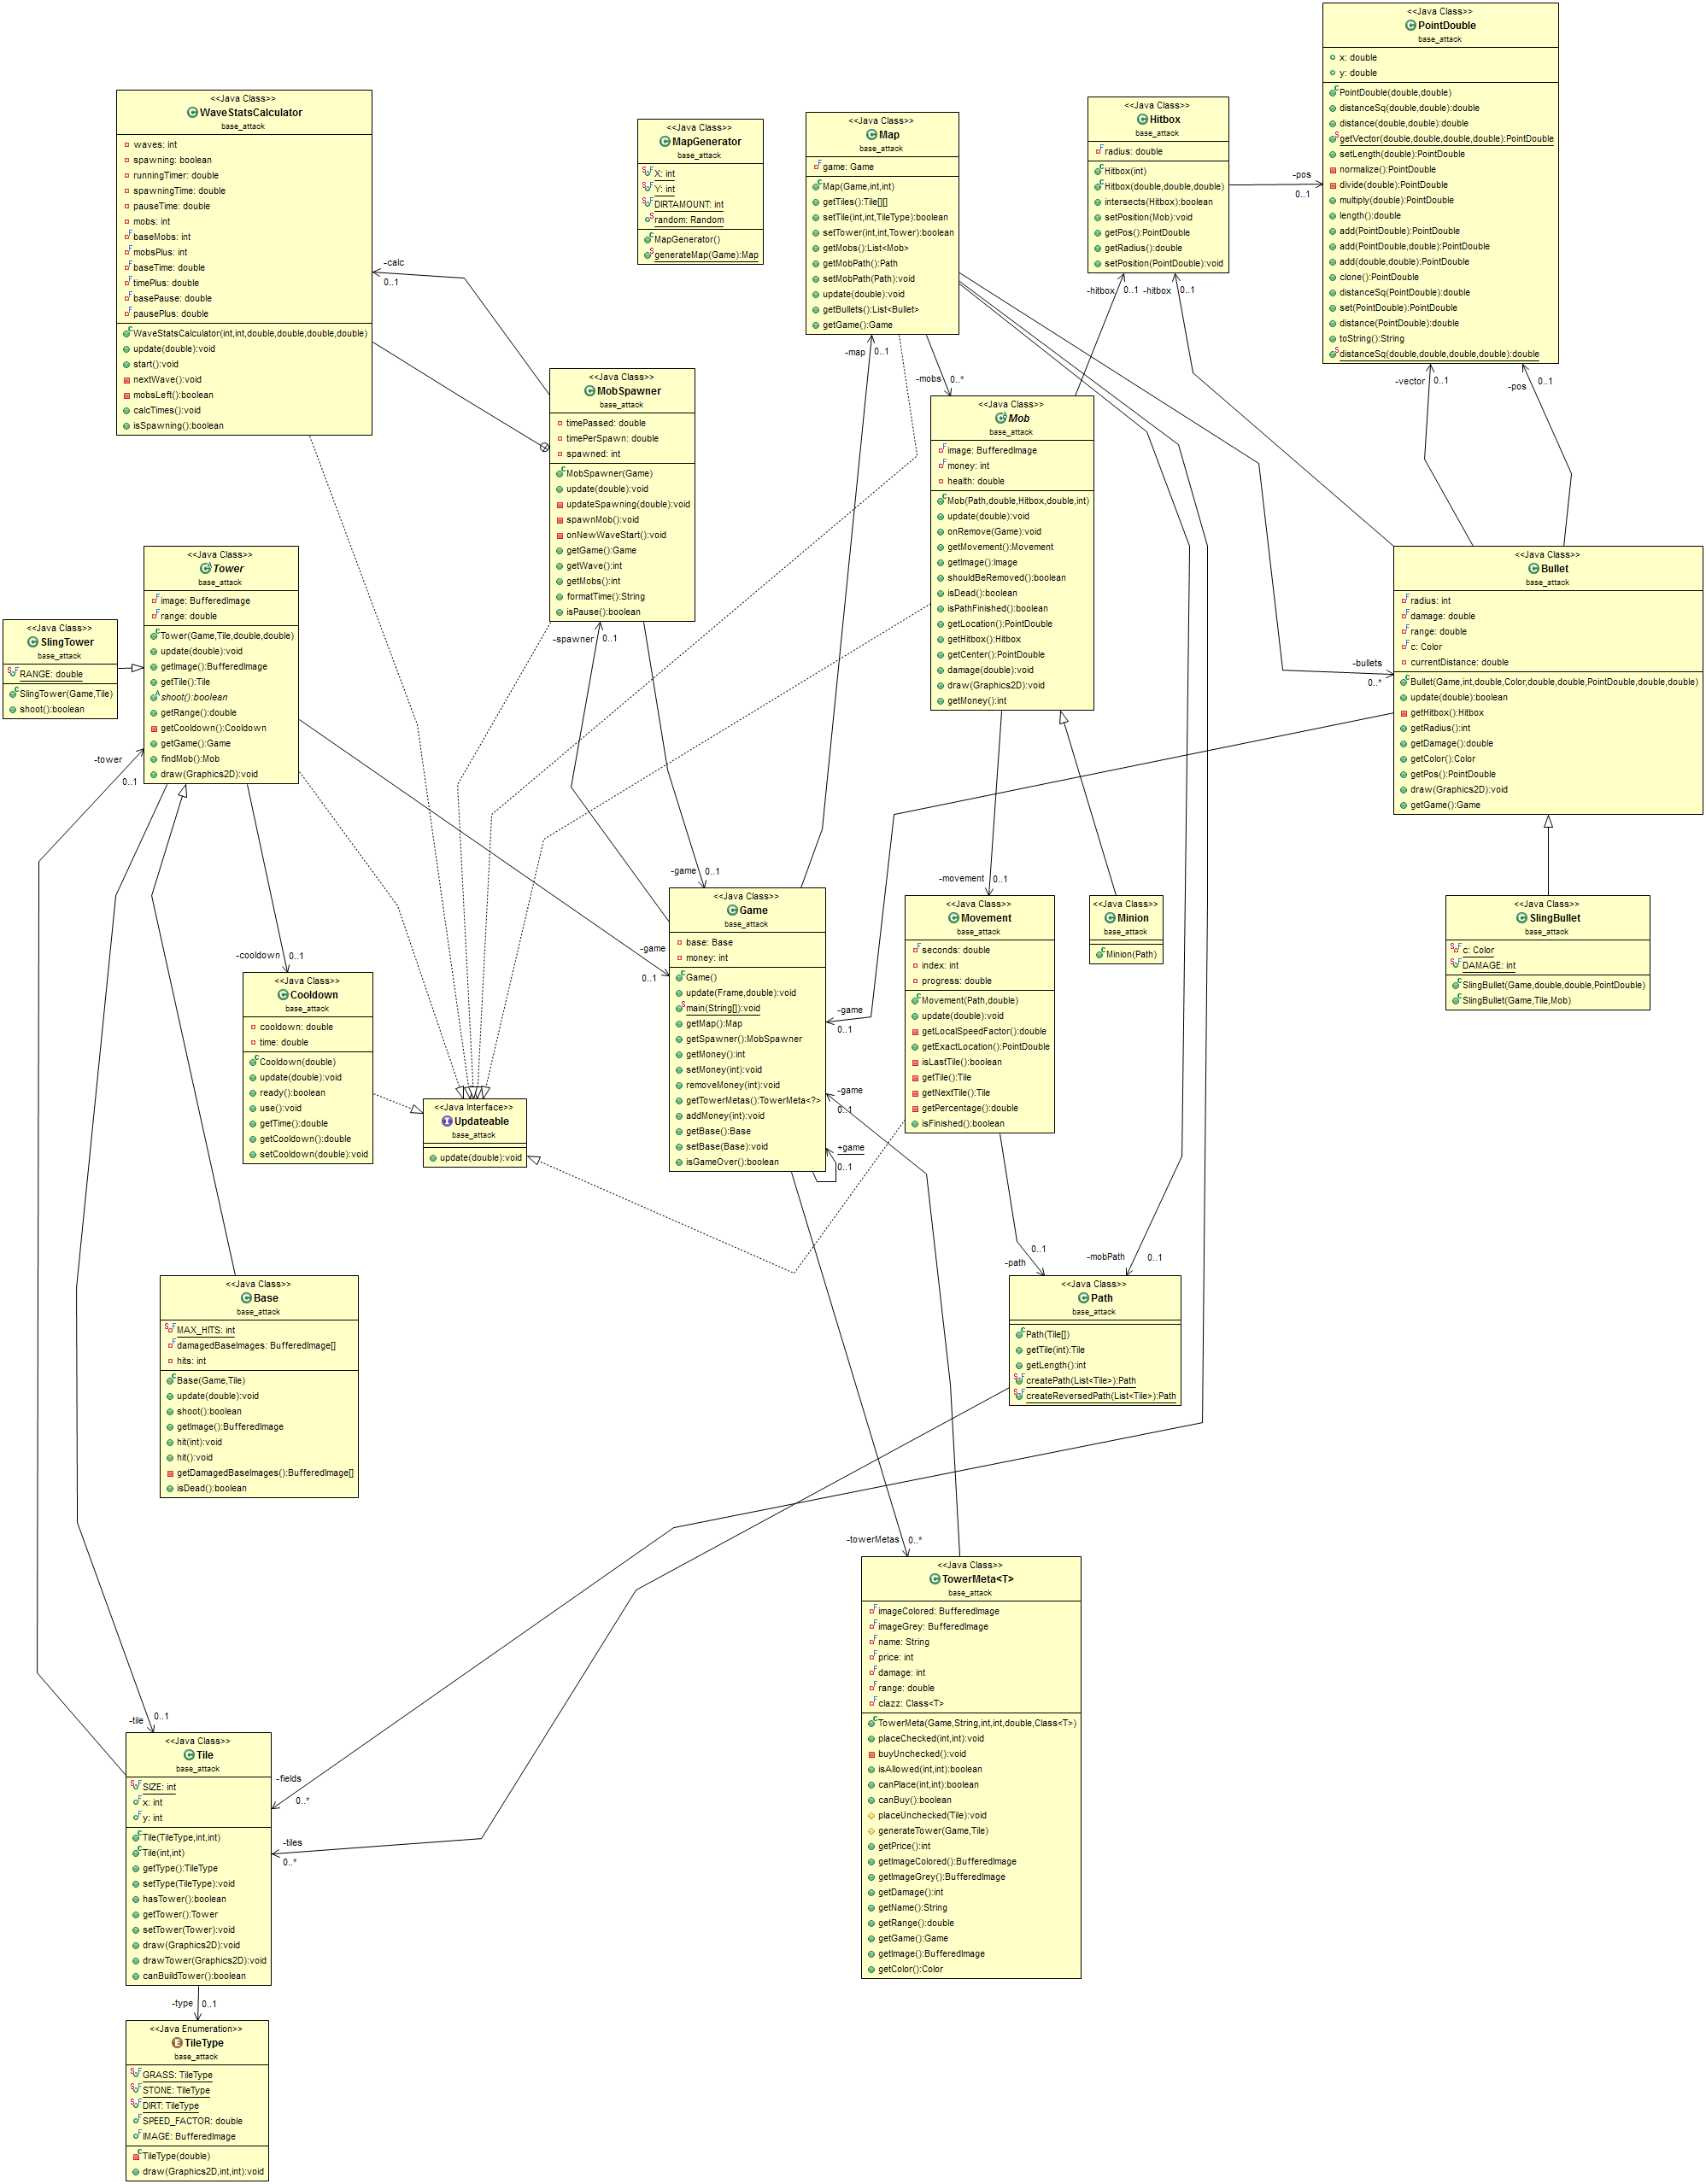 <<Java Class>>
PointDouble
base_attack
x: double
y: double
PointDouble(double,double)
distanceSq(double,double):double
distance(double,double):double
getVector(double,double,double,double):PointDouble
setLength(double):PointDouble
normalize():PointDouble
divide(double):PointDouble
multiply(double):PointDouble
length():double
add(PointDouble):PointDouble
add(PointDouble,double):PointDouble
add(double,double):PointDouble
clone():PointDouble
distanceSq(PointDouble):double
set(PointDouble):PointDouble
distance(PointDouble):double
toString():String
distanceSq(double,double,double,double):double
<<Java Class>>
WaveStatsCalculator
base_attack
waves: int
spawning: boolean
runningTimer: double
spawningTime: double
pauseTime: double
mobs: int
baseMobs: int
mobsPlus: int
baseTime: double
timePlus: double
basePause: double
pausePlus: double
WaveStatsCalculator(int,int,double,double,double,double)
update(double):void
start():void
nextWave():void
mobsLeft():boolean
calcTimes():void
isSpawning():boolean
<<Java Class>>
MapGenerator
base_attack
X: int
Y: int
DIRTAMOUNT: int
random: Random
MapGenerator()
generateMap(Game):Map
<<Java Class>>
Map
base_attack
game: Game
Map(Game,int,int)
getTiles():Tile[][]
setTile(int,int,TileType):boolean
setTower(int,int,Tower):boolean
getMobs():List<Mob>
getMobPath():Path
setMobPath(Path):void
update(double):void
getBullets():List<Bullet>
getGame():Game
<<Java Class>>
Hitbox
base_attack
radius: double
Hitbox(int)
Hitbox(double,double,double)
intersects(Hitbox):boolean
setPosition(Mob):void
getPos():PointDouble
getRadius():double
setPosition(PointDouble):void
-pos
0..1
-calc
0..1
-hitbox 0..1
-hitbox 0..1
-map 0..1
-mobs 0..*
-vector 0..1
-pos 0..1
<<Java Class>>
MobSpawner
base_attack
timePassed: double
timePerSpawn: double
spawned: int
MobSpawner(Game)
update(double):void
updateSpawning(double):void
spawnMob():void
onNewWaveStart():void
getGame():Game
getWave():int
getMobs():int
formatTime():String
isPause():boolean
<<Java Class>>
Mob
base_attack
image: BufferedImage
money: int
health: double
Mob(Path,double,Hitbox,double,int)
update(double):void
onRemove(Game):void
getMovement():Movement
getImage():Image
shouldBeRemoved():boolean
isDead():boolean
isPathFinished():boolean
getLocation():PointDouble
getHitbox():Hitbox
getCenter():PointDouble
damage(double):void
draw(Graphics2D):void
getMoney():int
<<Java Class>>
Tower
base_attack
image: BufferedImage
range: double
Tower(Game,Tile,double,double)
update(double):void
getImage():BufferedImage
getTile():Tile
shoot():boolean
getRange():double
getCooldown():Cooldown
getGame():Game
findMob():Mob
draw(Graphics2D):void
<<Java Class>>
SlingTower
base_attack
RANGE: double
SlingTower(Game,Tile)
shoot():boolean
<<Java Class>>
Bullet
base_attack
radius: int
damage: double
range: double
c: Color
currentDistance: double
Bullet(Game,int,double,Color,double,double,PointDouble,double,double)
update(double):boolean
getHitbox():Hitbox
getRadius():int
getDamage():double
getColor():Color
getPos():PointDouble
draw(Graphics2D):void
getGame():Game
-spawner 0..1
-bullets
0..*
-tower
0..1
-game 0..1
-movement 0..1
-cooldown 0..1
-game
0..1
<<Java Class>>
Game
base_attack
base: Base
money: int
Game()
update(Frame,double):void
main(String[]):void
getMap():Map
getSpawner():MobSpawner
getMoney():int
setMoney(int):void
removeMoney(int):void
getTowerMetas():TowerMeta<?>
addMoney(int):void
getBase():Base
setBase(Base):void
isGameOver():boolean
-game
0..1
-game
0..1
+game
0..1
<<Java Class>>
Movement
base_attack
seconds: double
index: int
progress: double
Movement(Path,double)
update(double):void
getLocalSpeedFactor():double
getExactLocation():PointDouble
isLastTile():boolean
getTile():Tile
getNextTile():Tile
getPercentage():double
isFinished():boolean
<<Java Class>>
Minion
base_attack
Minion(Path)
<<Java Class>>
SlingBullet
base_attack
c: Color
DAMAGE: int
SlingBullet(Game,double,double,PointDouble)
SlingBullet(Game,Tile,Mob)
<<Java Class>>
Cooldown
base_attack
cooldown: double
time: double
Cooldown(double)
update(double):void
ready():boolean
use():void
getTime():double
getCooldown():double
setCooldown(double):void
<<Java Interface>>
Updateable
base_attack
update(double):void
-path 0..1
-mobPath 0..1
<<Java Class>>
Base
base_attack
MAX_HITS: int
damagedBaseImages: BufferedImage[]
hits: int
Base(Game,Tile)
update(double):void
shoot():boolean
getImage():BufferedImage
hit(int):void
hit():void
getDamagedBaseImages():BufferedImage[]
isDead():boolean
<<Java Class>>
Path
base_attack
Path(Tile[])
getTile(int):Tile
getLength():int
createPath(List<Tile>):Path
createReversedPath(List<Tile>):Path
-towerMetas 0..*
<<Java Class>>
TowerMeta<T>
base_attack
imageColored: BufferedImage
imageGrey: BufferedImage
name: String
price: int
damage: int
range: double
clazz: Class<T>
TowerMeta(Game,String,int,int,double,Class<T>)
placeChecked(int,int):void
buyUnchecked():void
isAllowed(int,int):boolean
canPlace(int,int):boolean
canBuy():boolean
placeUnchecked(Tile):void
generateTower(Game,Tile)
getPrice():int
getImageColored():BufferedImage
getImageGrey():BufferedImage
getDamage():int
getName():String
getRange():double
getGame():Game
getImage():BufferedImage
getColor():Color
-tile 0..1
<<Java Class>>
Tile
base_attack
SIZE: int
x: int
y: int
Tile(TileType,int,int)
Tile(int,int)
getType():TileType
setType(TileType):void
hasTower():boolean
getTower():Tower
setTower(Tower):void
draw(Graphics2D):void
drawTower(Graphics2D):void
canBuildTower():boolean
-fields
0..*
-tiles
0..*
-type 0..1
<<Java Enumeration>>
TileType
base_attack
GRASS: TileType
STONE: TileType
DIRT: TileType
SPEED_FACTOR: double
IMAGE: BufferedImage
TileType(double)
draw(Graphics2D,int,int):void